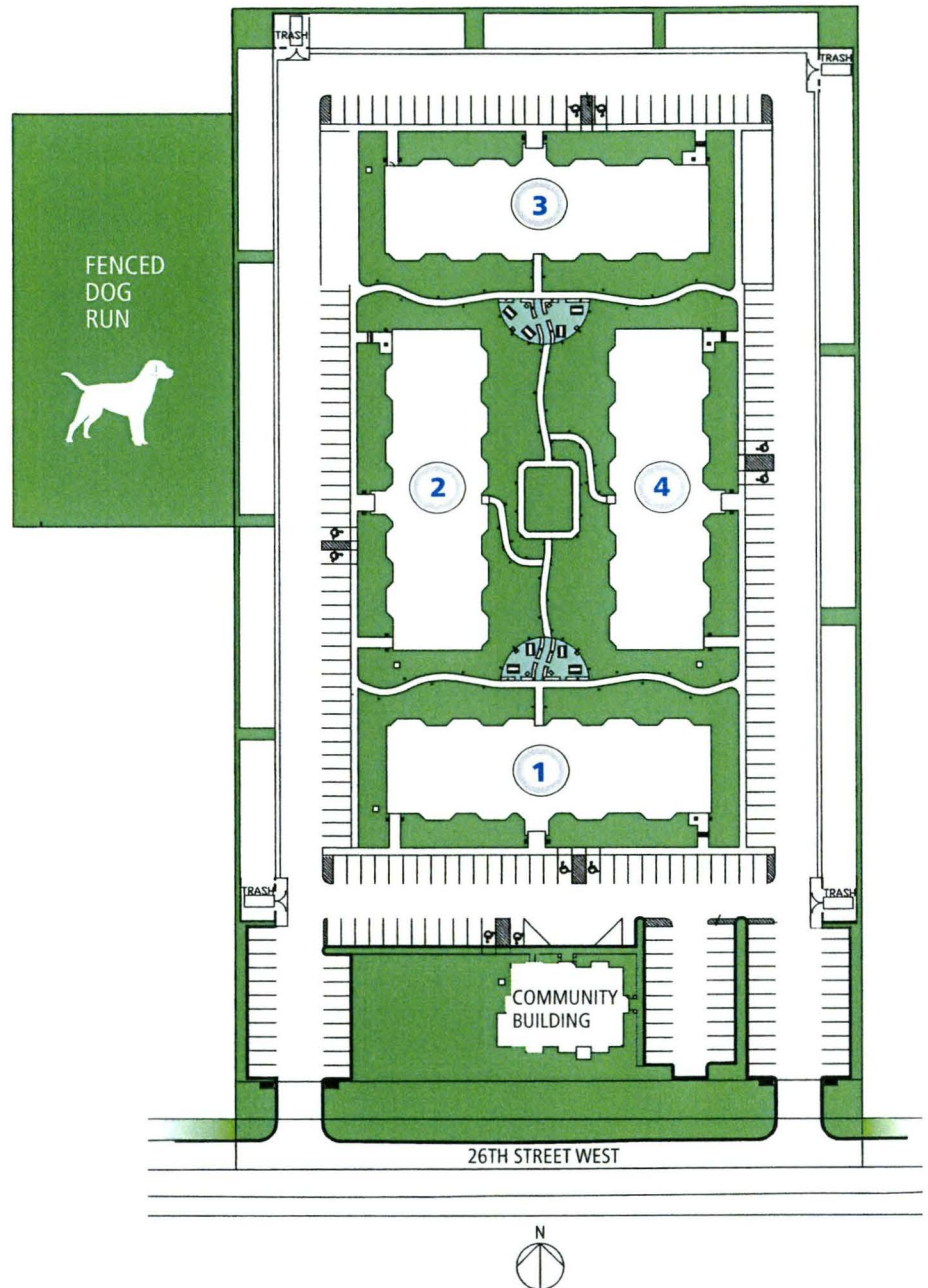 TRASH
TRASH
3
FENCED
DOG
RUN
2
4
1
TRASH
TRASH
COMMUNITY
BUILDING
26TH STREET WEST
N